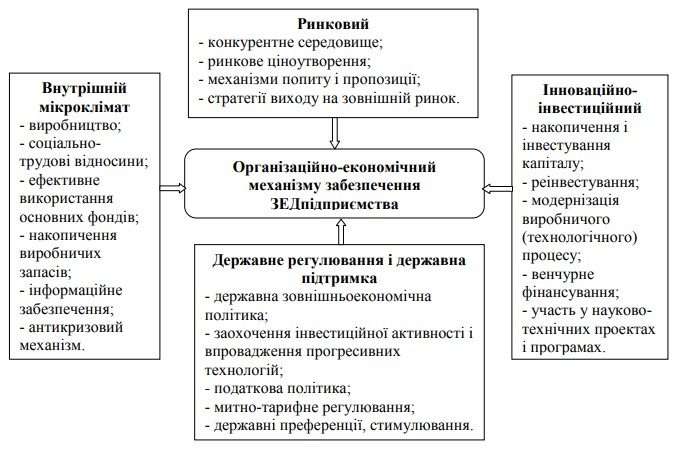 Ринковий
- конкурентне середовище;
- ринкове ціноутворення;
- механізми попиту і пропозиції;
- стратегії виходу на зовнішній ринок.
Внутрішній
мікроклімат
- виробництво;
- соціально-
трудові відносини;
- ефективне
використання
основних фондів;
- накопичення
виробничих
запасів;
- інформаційне
забезпечення;
- антикризовий
механізм.
Організаційно-економічний
механізму забезпечення
ЗЕДпідприємства
Інноваційно-
інвестиційний
- накопичення і
інвестування
капіталу;
- реінвестування;
- модернізація
виробничого
(технологічного)
процесу;
- венчурне
фінансування;
- участь у науково-
технічних проектах
і програмах.
Державне регулювання і державна
підтримка
- державна зовнішньоекономічна
політика;
- заохочення інвестиційної активності і
впровадження прогресивних
технологій;
- податкова політика;
- митно-тарифне регулювання;
- державні преференції, стимулювання.